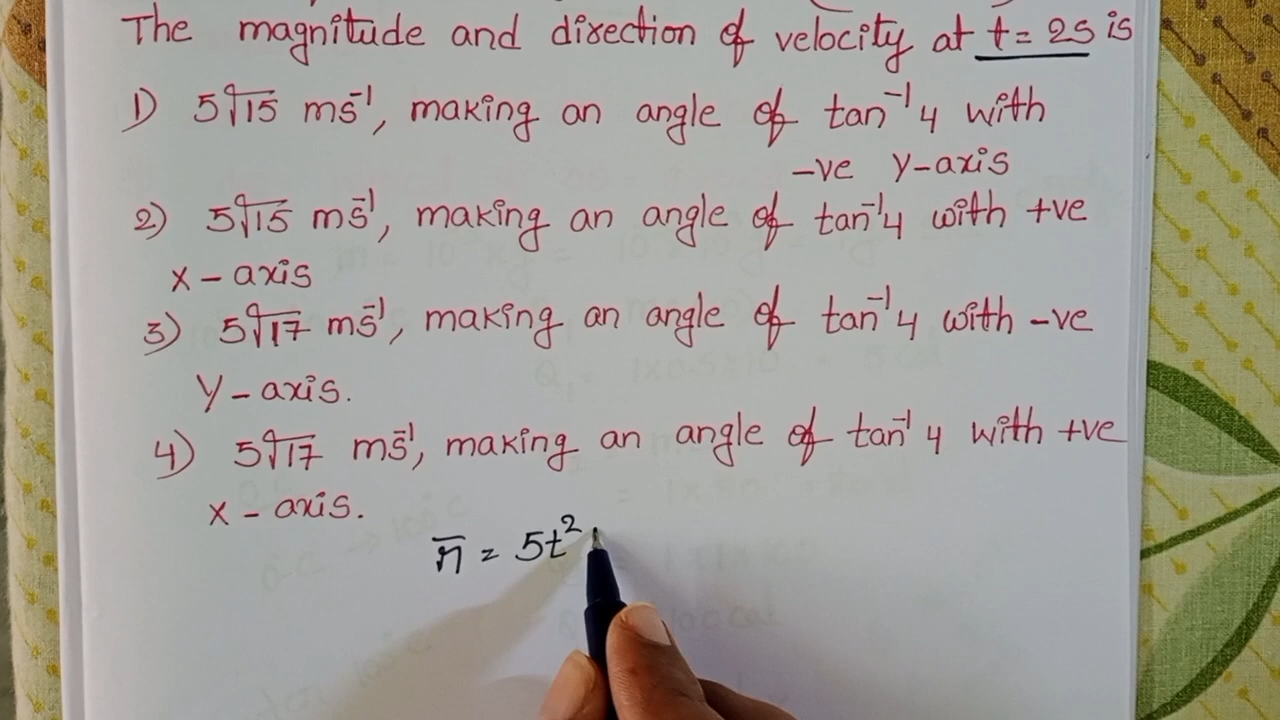 The magnitude and direction of velocity at t = 2s is
1) 5√15 ms⁻¹, making an angle of tan⁻¹4 with
-ve y-axis
2) 5√15 ms⁻¹, making an angle of tan⁻¹4 with +ve
x-axis
3) 5√17 ms⁻¹, making an angle of tan⁻¹4 with -ve
y-axis.
4) 5√17 ms⁻¹, making an angle of tan⁻¹4 with +ve
x-axis.
r̅ = 5t²